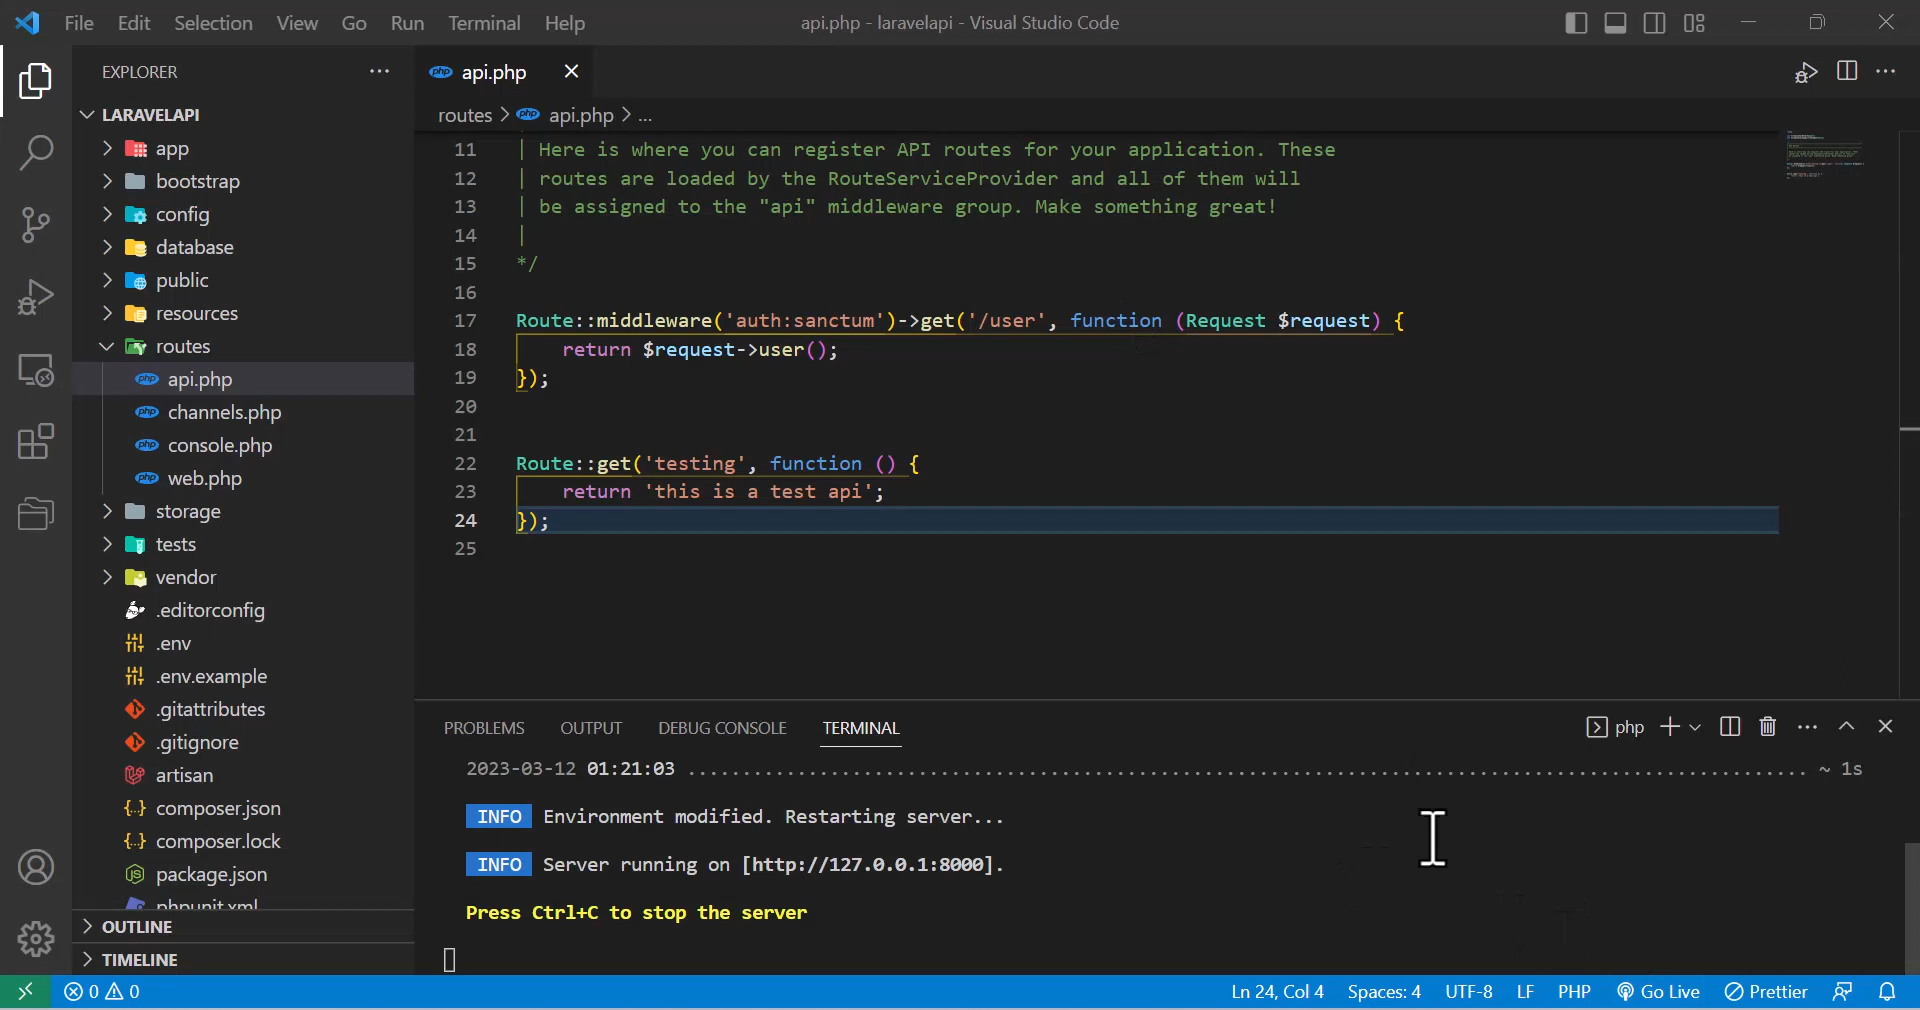 File Edit Selection View Go Run Terminal Help
api.php - laravelapi - Visual Studio Code
EXPLORER
LARAVELAPI
app
bootstrap
config
database
public
resources
routes
api.php
channels.php
console.php
web.php
storage
tests
vendor
.editorconfig
.env
.env.example
.gitattributes
.gitignore
artisan
composer.json
composer.lock
package.json
phpunit.xml
OUTLINE
TIMELINE
php api.php
routes > php api.php > ...
11 | Here is where you can register API routes for your application. These
12 | routes are loaded by the RouteServiceProvider and all of them will
13 | be assigned to the "api" middleware group. Make something great!
14 |
15 */
16
17 Route::middleware('auth:sanctum')->get('/user', function (Request $request) {
18 return $request->user();
19 });
20
21
22 Route::get('testing', function () {
23 return 'this is a test api';
24 });
25
PROBLEMS OUTPUT DEBUG CONSOLE TERMINAL
php
2023-03-12 01:21:03 ........................................................................................................ ~ 1s
INFO Environment modified. Restarting server...
INFO Server running on [http://127.0.0.1:8000].
Press Ctrl+C to stop the server
0 0
Ln 24, Col 4 Spaces: 4 UTF-8 LF PHP Go Live Prettier